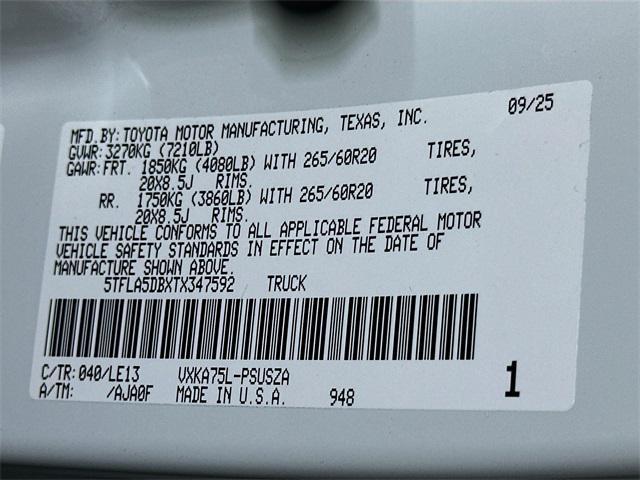 09/25
MFD.BY:TOYOTA MOTOR MANUFACTURING, TEXAS, INC.
GVWR:3270KG (7210LB)
GAWR:FRT. 1850KG (4080LB) WITH 265/60R20 TIRES,
20X8.5J RIMS.
RR. 1750KG (3860LB) WITH 265/60R20 TIRES,
20X8.5J RIMS.
THIS VEHICLE CONFORMS TO ALL APPLICABLE FEDERAL MOTOR
VEHICLE SAFETY STANDARDS IN EFFECT ON THE DATE OF
MANUFACTURE SHOWN ABOVE.
5TFLA5DBXTX347592 TRUCK
C/TR:040/LE13 VXKA75L-PSUSZA
A/TM: /AJA0F MADE IN U.S.A. 948 1